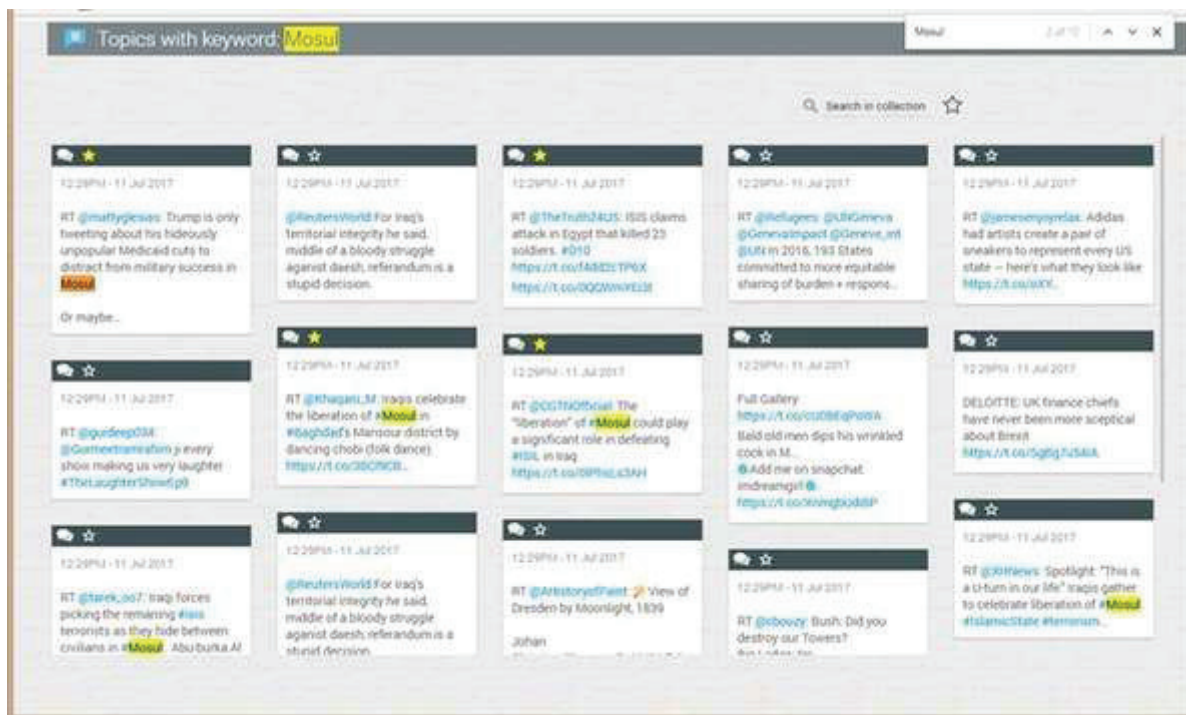 Topics with keyword: Mosul
Mosul
Search in collection
12:29PM - 11 Jul 2017
RT @mattyglesias: Trump is only
tweeting about his hideously
unpopular Medicaid cuts to
distract from military success in
Mosul
Or maybe...
12:29PM - 11 Jul 2017
@Gurmeetramrahim ji every
show making us very laughter
12:29PM - 11 Jul 2017
RT @tarek_oo7: Iraqi forces
picking the remaining #isis
terrorists as they hide between
civilians in #Mosul. Abu burka Al
12:29PM - 11 Jul 2017
@ReutersWorld For Iraq's
territorial integrity he said,
middle of a bloody struggle
against daesh, referendum is a
stupid decision.
12:29PM - 11 Jul 2017
RT @Khaqani_M: Iraqis celebrate
the liberation of #Mosul in
#Baghdad's Mansour district by
dancing chobi (folk dance)
12:29PM - 11 Jul 2017
@ReutersWorld For Iraq's
territorial integrity he said,
middle of a bloody struggle
against daesh, referendum is a
stupid decision
12:29PM - 11 Jul 2017
RT @TheTruth24US: ISIS claims
attack in Egypt that killed 23
soldiers.
12:29PM - 11 Jul 2017
RT @CGTNOfficial: The
"liberation" of #Mosul could play
a significant role in defeating
#ISIL in Iraq
12:29PM - 11 Jul 2017
RT @ArtistoryofPaint: View of
Dresden by Moonlight, 1839
Johan
12:29PM - 11 Jul 2017
RT @Refugees: @UNGeneva
@GenevaImpact @Geneve_int
@UN in 2016, 193 States
committed to more equitable
sharing of burden + respons...
12:29PM - 11 Jul 2017
Full Gallery
Bald old men dips his wrinkled
cock in M...
Add me on snapchat
imdreamgirl
12:29PM - 11 Jul 2017
RT @cbouzy: Bush: Did you
destroy our Towers?
12:29PM - 11 Jul 2017
RT @jamesenjoyrelax: Adidas
had artists create a pair of
sneakers to represent every US
state – here's what they look like
12:29PM - 11 Jul 2017
DELOITTE: UK finance chiefs
have never been more sceptical
about Brexit
12:29PM - 11 Jul 2017
RT @XHNews: Spotlight: "This is
a U-turn in our life" Iraqis gather
to celebrate liberation of #Mosul
#IslamicState #terrorism...